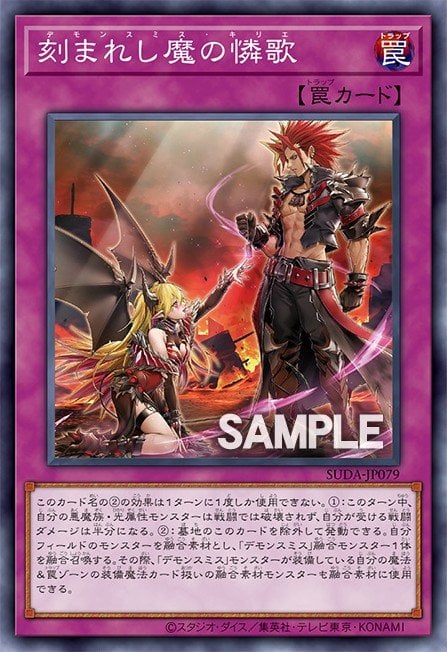 デモンスミス・キリエ
刻まれし魔の憐歌
トラップ
罠
トラップ
【罠カード】
SAMPLE
SUDA-JP079
このカード名の②の効果は1ターンに1度しか使用できない。①:このターン中、
自分の悪魔族・光属性モンスターは戦闘では破壊されず、自分が受ける戦闘
ダメージは半分になる。②:墓地のこのカードを除外して発動できる。自分
フィールドのモンスターを融合素材とし、「デモンスミス」融合モンスター1体
を融合召喚する。その際、「デモンスミス」モンスターが装備している自分の魔法
&罠ゾーンの装備魔法カード扱いの融合モンスターも融合素材に使用
できる。
©スタジオ・ダイス/集英社・テレビ東京・KONAMI